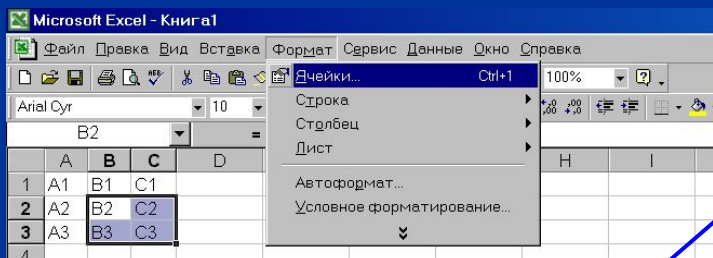 Microsoft Excel - Книга1
Файл Правка Вид Вставка Формат Сервис Данные Окно Справка
Ячейки... Ctrl+1 100%
Arial Cyr 10 Строка
B2 = Столбец
Лист
A B C D H I
1 A1 B1 C1 Автоформат...
2 A2 B2 C2 Условное форматирование...
3 A3 B3 C3
4